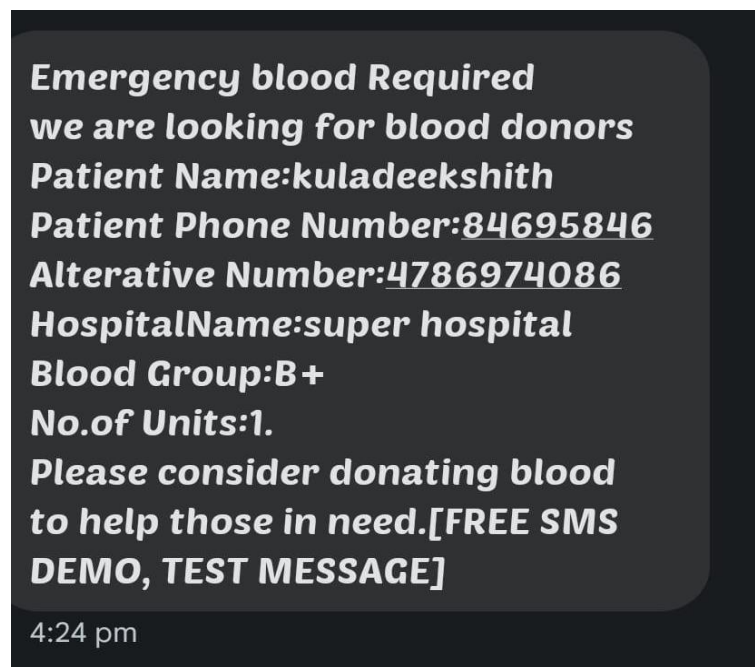 Emergency blood Required
we are looking for blood donors
Patient Name:kuladeekshith
Patient Phone Number:84695846
Alterative Number:4786974086
HospitalName:super hospital
Blood Group:B+
No.of Units:1.
Please consider donating blood
to help those in need.[FREE SMS
DEMO, TEST MESSAGE]
4:24 pm